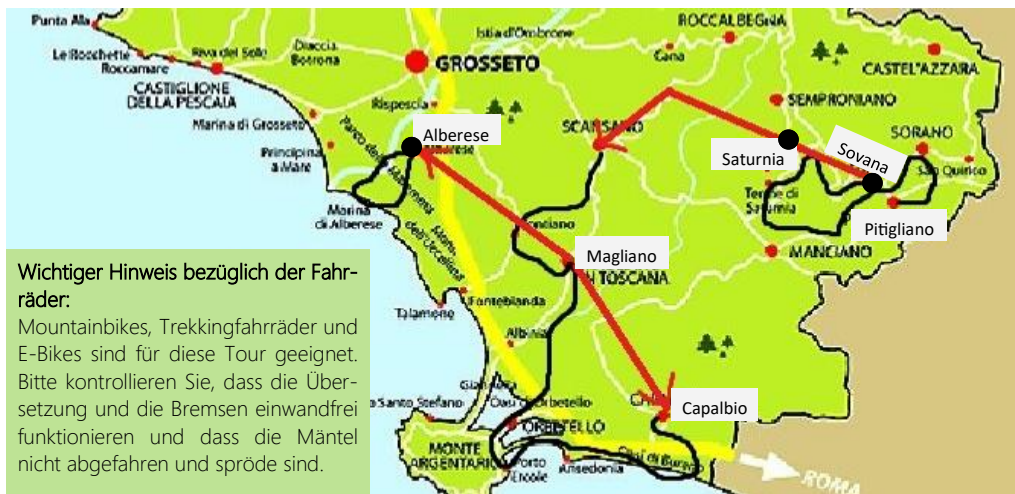 Punta Ala
Le Rocchette
Roccamare
Riva del Sole
CASTIGLIONE
DELLA PESCAIA
Diaccia
Botrona
Istia d'Ombrone
GROSSETO
Rispescia
Marina di Grosseto
Principina
a Mare
Alberese
Marina
di Alberese
SCANSANO
ROCCALBEGNA
Cana
CASTEL'AZZARA
SEMPRONIANO
SORANO
Saturnia
Sovana
San Quirico
Terme di
Saturnia
Pitigliano
MANCIANO
Magliano
IN TOSCANA
Talamone
Fonteblanda
Albinia
Santo Stefano
ORBETELLO
Capalbio
MONTE
ARGENTARIO
Porto
Ercole
Ansedonia
ROMA
Wichtiger Hinweis bezüglich der Fahr-
räder:
Mountainbikes, Trekkingfahrräder und
E-Bikes sind für diese Tour geeignet.
Bitte kontrollieren Sie, dass die Über-
setzung und die Bremsen einwandfrei
funktionieren und dass die Mäntel
nicht abgefahren und spröde sind.